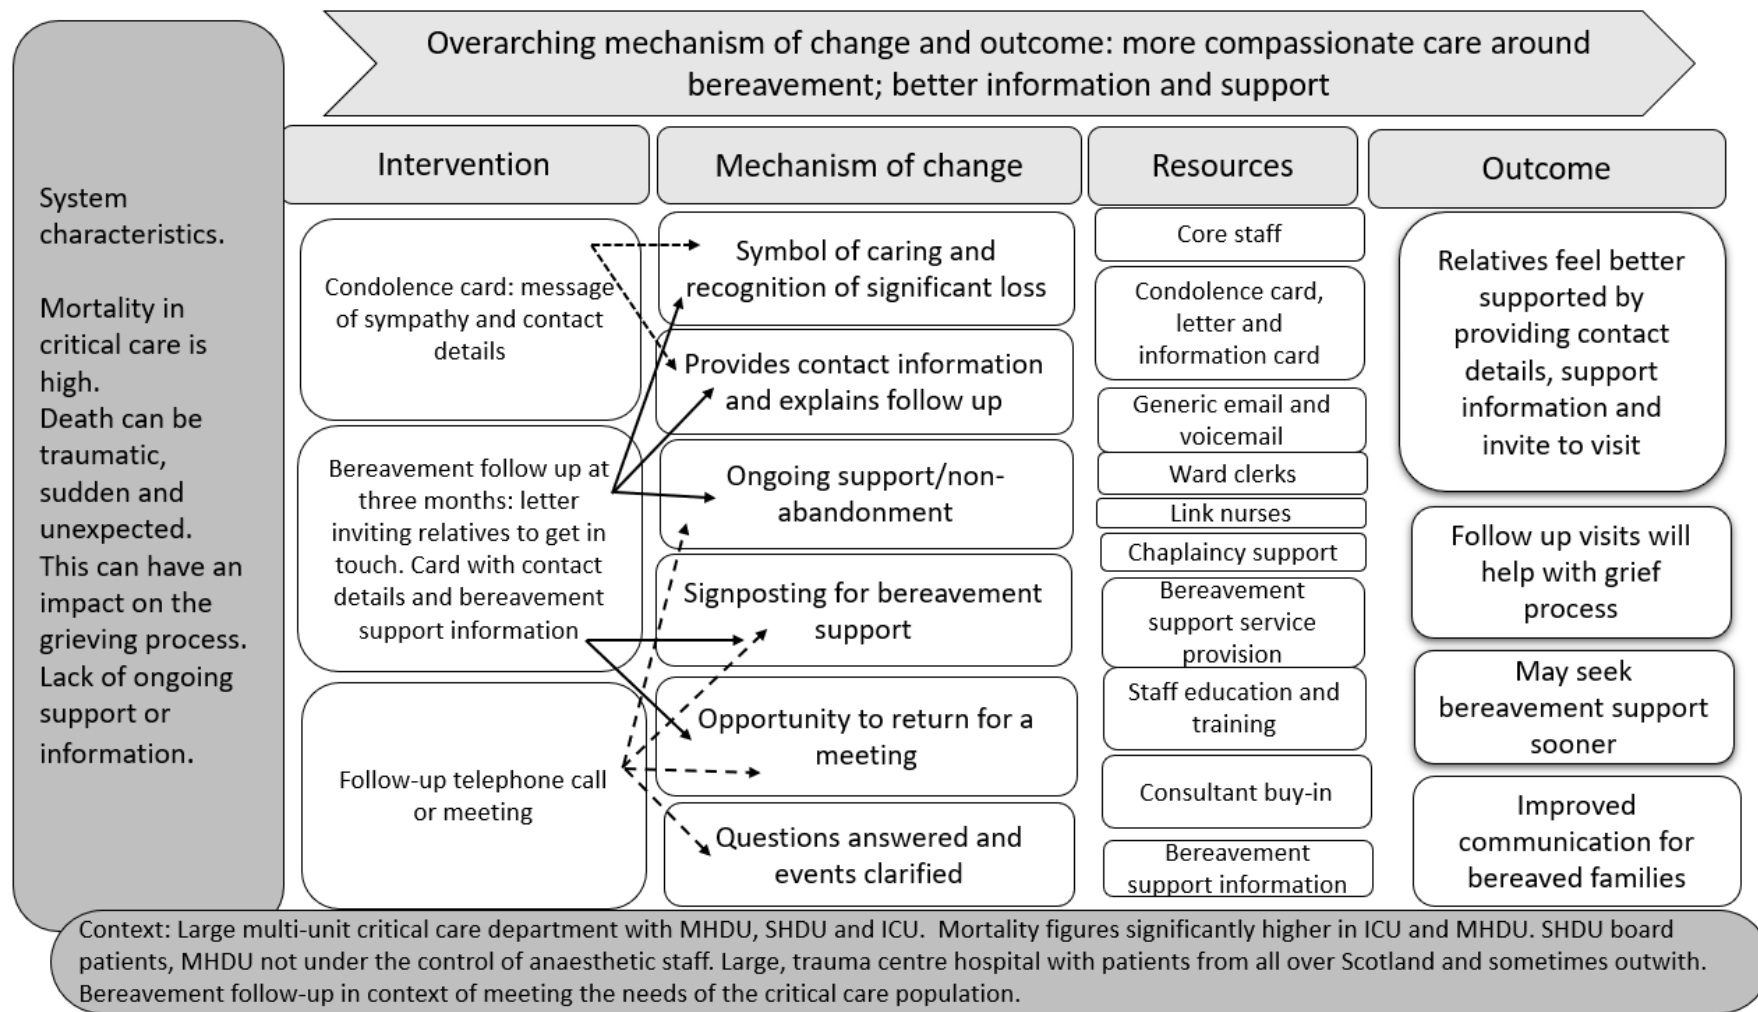 Overarching mechanism of change and outcome: more compassionate care around
bereavement; better information and support
System
characteristics.
Mortality in
critical care is
high.
Death can be
traumatic,
sudden and
unexpected.
This can have an
impact on the
grieving process.
Lack of ongoing
support or
information.
Intervention
Condolence card: message
of sympathy and contact
details
Bereavement follow up at
three months: letter
inviting relatives to get in
touch. Card with contact
details and bereavement
support information
Follow-up telephone call
or meeting
Mechanism of change
Symbol of caring and
recognition of significant loss
Provides contact information
and explains follow up
Ongoing support/non-
abandonment
Signposting for bereavement
support
Opportunity to return for a
meeting
Questions answered and
events clarified
Resources
Core staff
Condolence card,
letter and
information card
Generic email and
voicemail
Ward clerks
Link nurses
Chaplaincy support
Bereavement
support service
provision
Staff education and
training
Consultant buy-in
Bereavement
support information
Outcome
Relatives feel better
supported by
providing contact
details, support
information and
invite to visit
Follow up visits will
help with grief
process
May seek
bereavement support
sooner
Improved
communication for
bereaved families
Context: Large multi-unit critical care department with MHDU, SHDU and ICU. Mortality figures significantly higher in ICU and MHDU. SHDU board
patients, MHDU not under the control of anaesthetic staff. Large, trauma centre hospital with patients from all over Scotland and sometimes outwith.
Bereavement follow-up in context of meeting the needs of the critical care population.